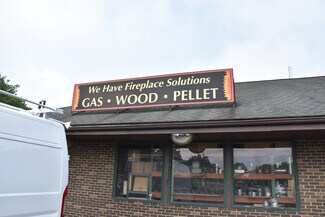 We Have Fireplace Solutions
GAS • WOOD • PELLET